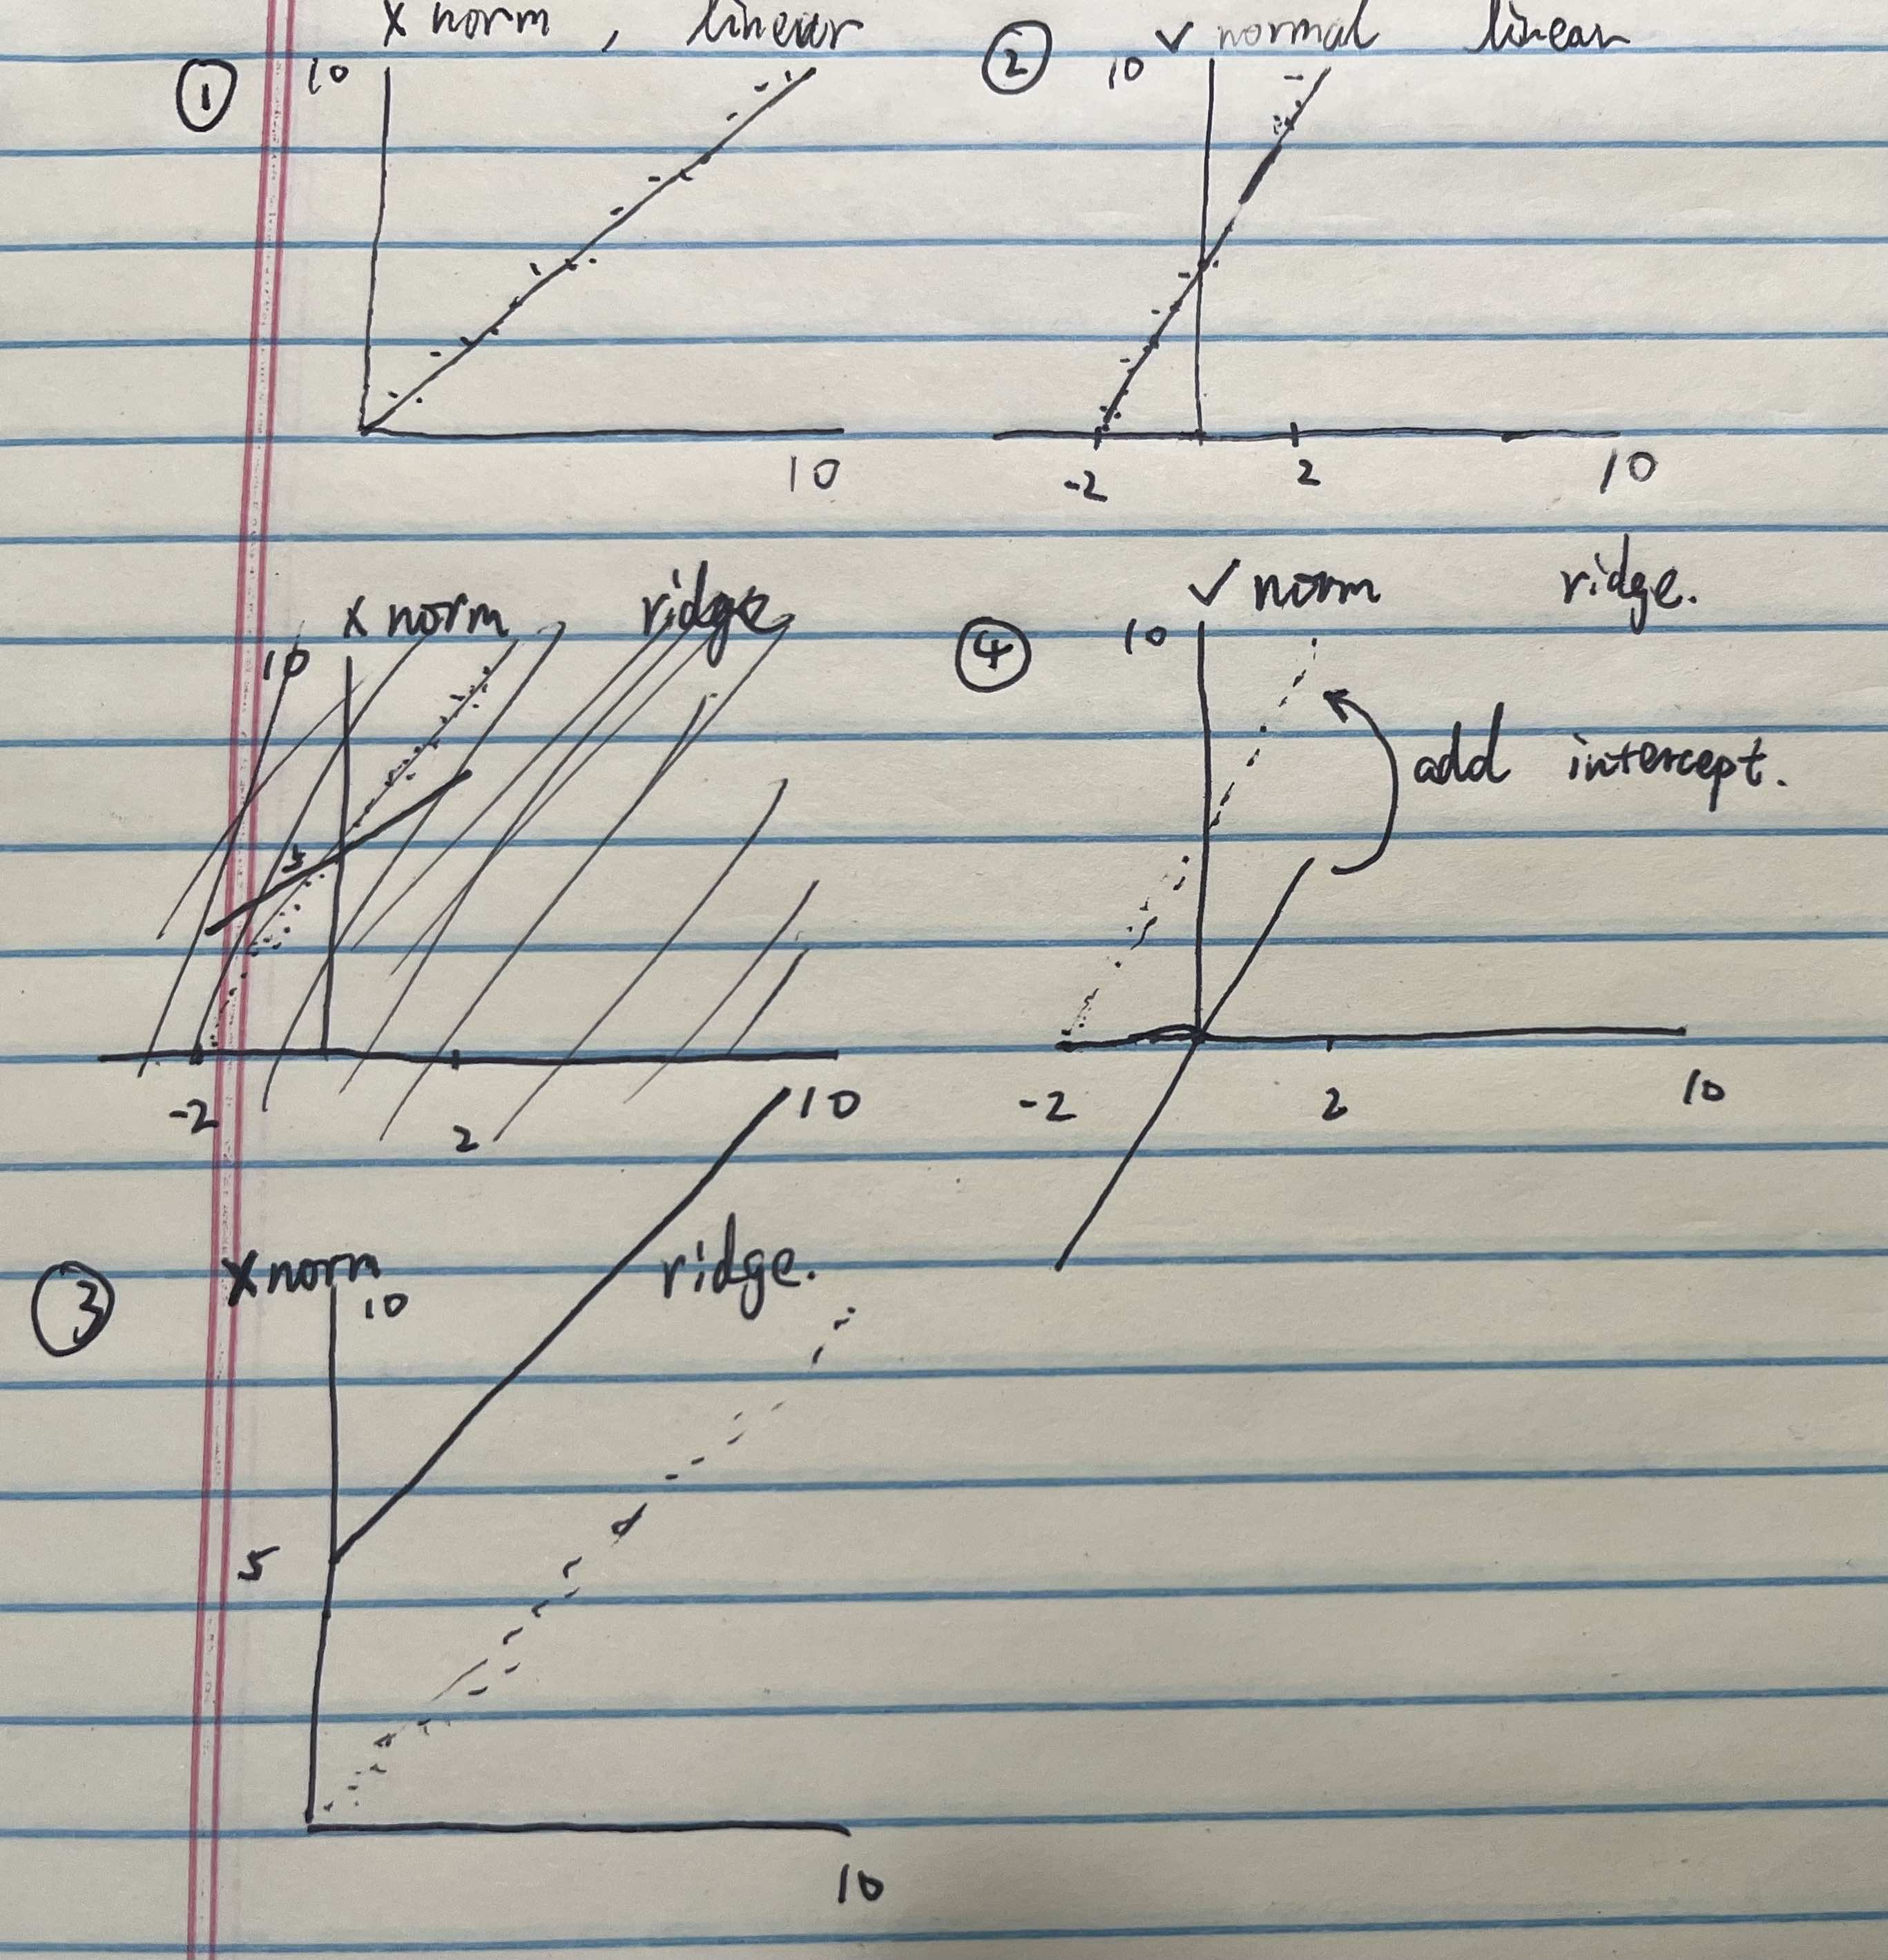 x norm , linear
① 10
10
② ✓ normal linear
10
-2 2 10
x norm ridge
10
5
-2 2 10
④ ✓ norm ridge.
10
add intercept.
-2 2 10
③ x norm ridge.
10
5
10